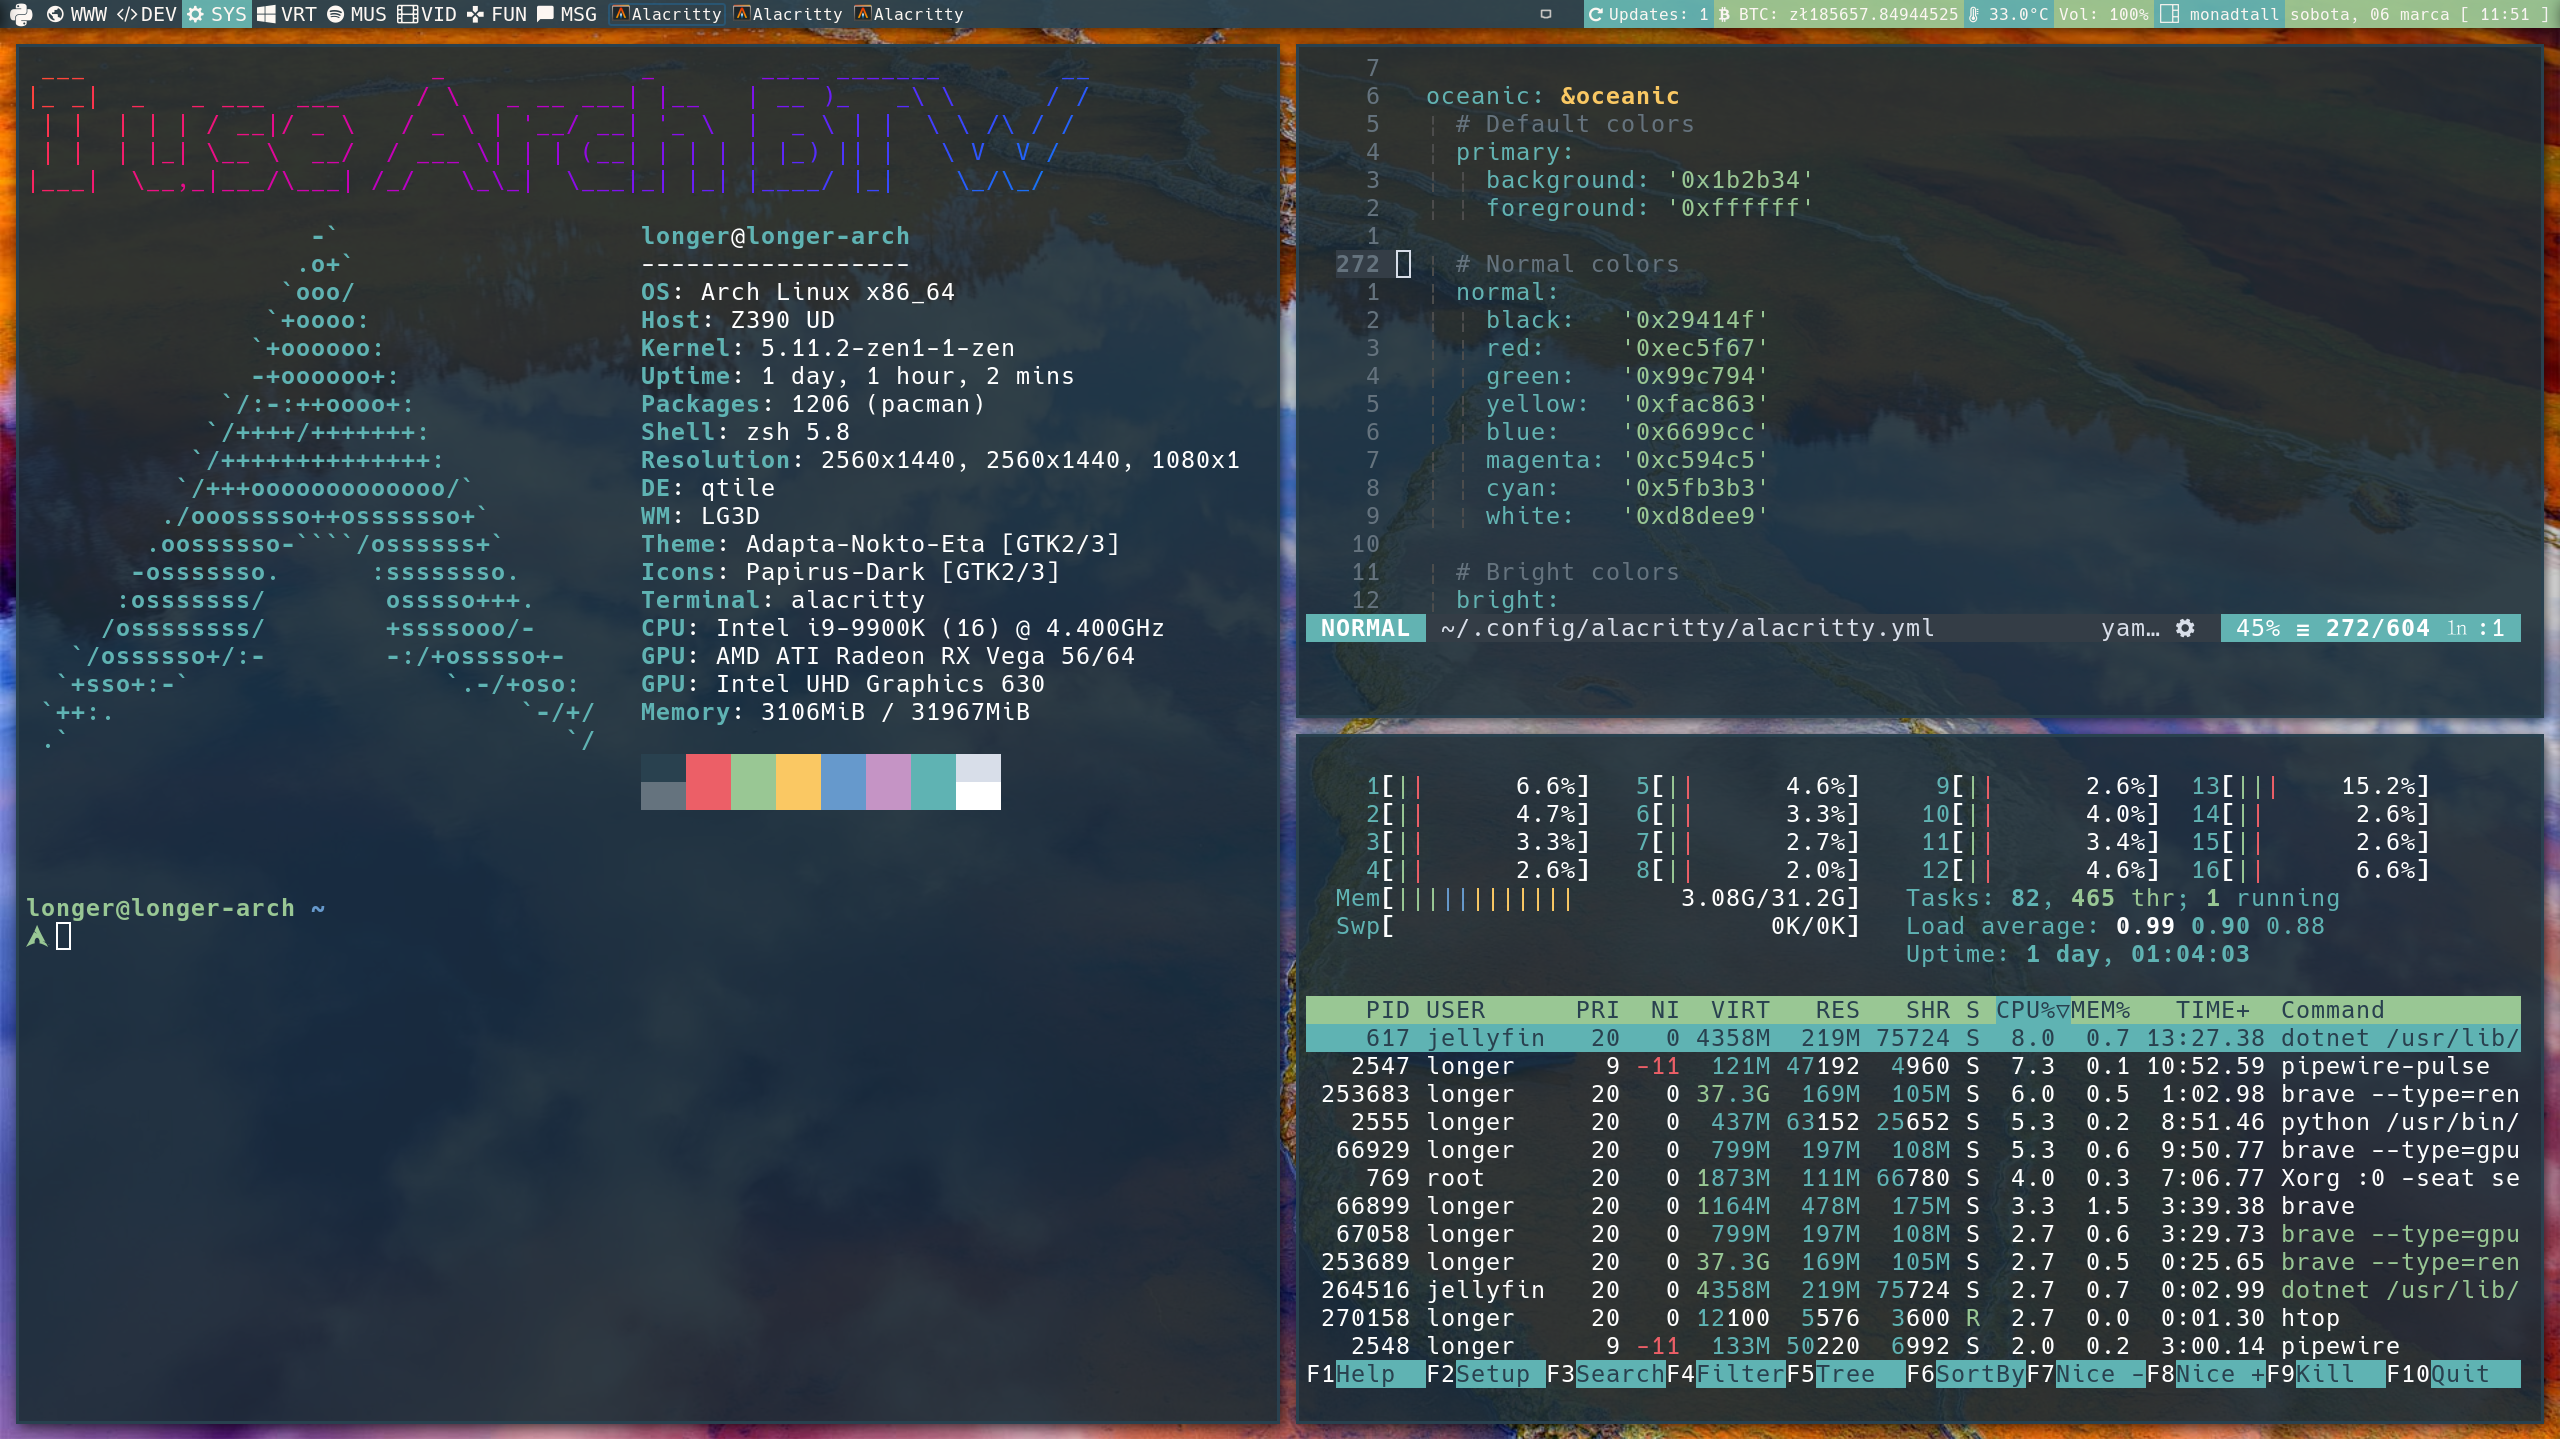 WWW DEV SYS VRT MUS VID FUN MSG Alacritty Alacritty Alacritty Updates: 1 BTC: zł185657.84944525 33.0°C Vol: 100% monadtall sobota, 06 marca [ 11:51 ]
I use Arch BTW
longer@longer-arch
------------------
OS: Arch Linux x86_64
Host: Z390 UD
Kernel: 5.11.2-zen1-1-zen
Uptime: 1 day, 1 hour, 2 mins
Packages: 1206 (pacman)
Shell: zsh 5.8
Resolution: 2560x1440, 2560x1440, 1080x1
DE: qtile
WM: LG3D
Theme: Adapta-Nokto-Eta [GTK2/3]
Icons: Papirus-Dark [GTK2/3]
Terminal: alacritty
CPU: Intel i9-9900K (16) @ 4.400GHz
GPU: AMD ATI Radeon RX Vega 56/64
GPU: Intel UHD Graphics 630
Memory: 3106MiB / 31967MiB
longer@longer-arch ~
7
6 oceanic: &oceanic
5 # Default colors
4 primary:
3 background: '0x1b2b34'
2 foreground: '0xffffff'
1
272 # Normal colors
1 normal:
2 black: '0x29414f'
3 red: '0xec5f67'
4 green: '0x99c794'
5 yellow: '0xfac863'
6 blue: '0x6699cc'
7 magenta: '0xc594c5'
8 cyan: '0x5fb3b3'
9 white: '0xd8dee9'
10
11 # Bright colors
12 bright:
NORMAL ~/.config/alacritty/alacritty.yml yam… 45% ≡ 272/604 ln :1
1[|| 6.6%] 5[|| 4.6%] 9[|| 2.6%] 13[||| 15.2%]
2[|| 4.7%] 6[|| 3.3%] 10[|| 4.0%] 14[|| 2.6%]
3[|| 3.3%] 7[|| 2.7%] 11[|| 3.4%] 15[|| 2.6%]
4[|| 2.6%] 8[|| 2.0%] 12[|| 4.6%] 16[|| 6.6%]
Mem[|||||||||||| 3.08G/31.2G] Tasks: 82, 465 thr; 1 running
Swp[ 0K/0K] Load average: 0.99 0.90 0.88
Uptime: 1 day, 01:04:03
PID USER PRI NI VIRT RES SHR S CPU%▽MEM% TIME+ Command
617 jellyfin 20 0 4358M 219M 75724 S 8.0 0.7 13:27.38 dotnet /usr/lib/
2547 longer 9 -11 121M 47192 4960 S 7.3 0.1 10:52.59 pipewire-pulse
253683 longer 20 0 37.3G 169M 105M S 6.0 0.5 1:02.98 brave --type=ren
2555 longer 20 0 437M 63152 25652 S 5.3 0.2 8:51.46 python /usr/bin/
66929 longer 20 0 799M 197M 108M S 5.3 0.6 9:50.77 brave --type=gpu
769 root 20 0 1873M 111M 66780 S 4.0 0.3 7:06.77 Xorg :0 -seat se
66899 longer 20 0 1164M 478M 175M S 3.3 1.5 3:39.38 brave
67058 longer 20 0 799M 197M 108M S 2.7 0.6 3:29.73 brave --type=gpu
253689 longer 20 0 37.3G 169M 105M S 2.7 0.5 0:25.65 brave --type=ren
264516 jellyfin 20 0 4358M 219M 75724 S 2.7 0.7 0:02.99 dotnet /usr/lib/
270158 longer 20 0 12100 5576 3600 R 2.7 0.0 0:01.30 htop
2548 longer 9 -11 133M 50220 6992 S 2.0 0.2 3:00.14 pipewire
F1Help F2Setup F3SearchF4FilterF5Tree F6SortByF7Nice -F8Nice +F9Kill F10Quit